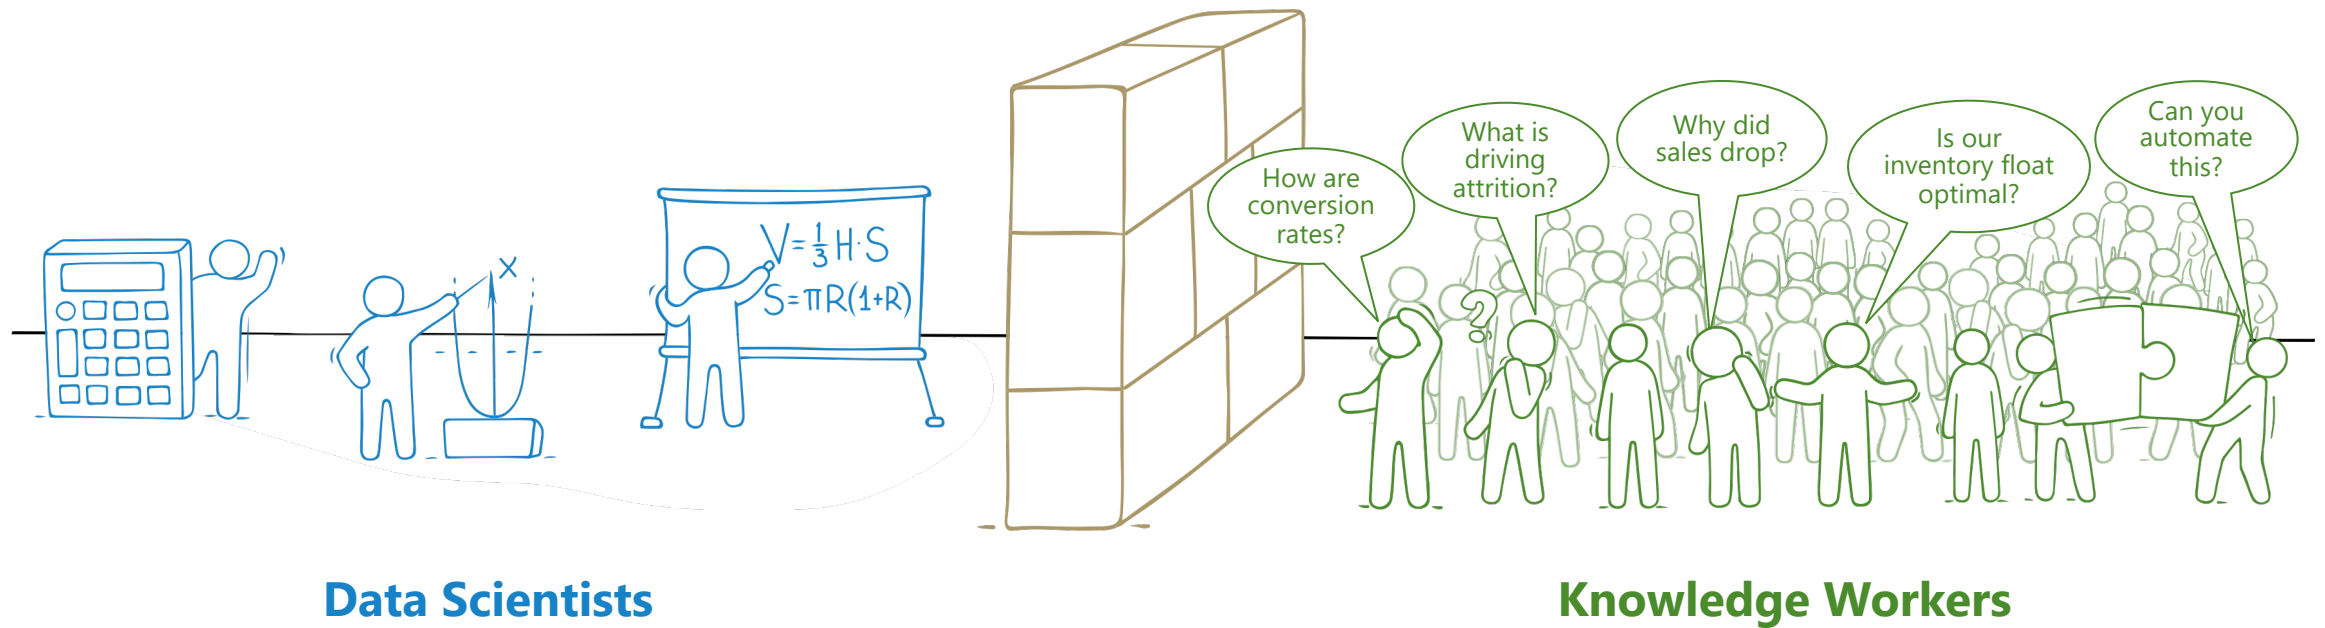 X
V=⅓H·S
S=πR(1+R)
How are
conversion
rates?
What is
driving
attrition?
Why did
sales drop?
Is our
inventory float
optimal?
Can you
automate
this?
?
Data Scientists
Knowledge Workers